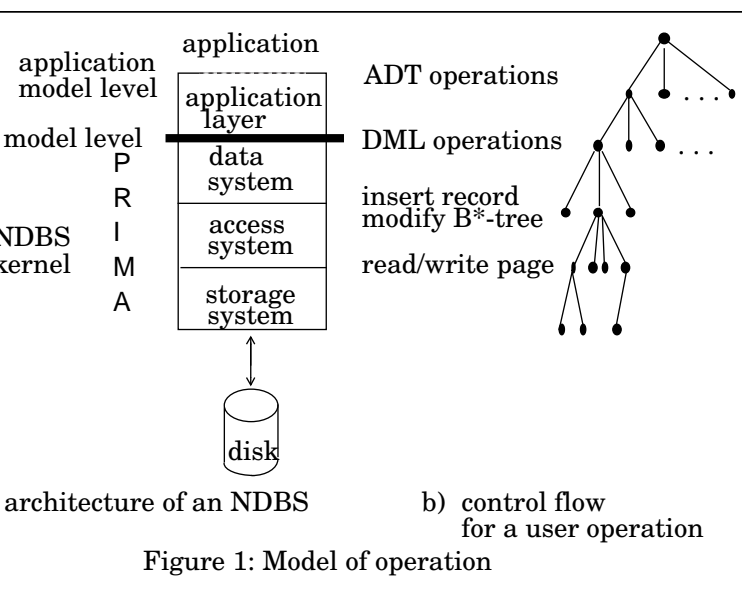 application
application
model level
ADT operations
application
layer
model level
DML operations
P
data
system
R
insert record
modify B*-tree
access
system
NDBS
I
kernel
M
read/write page
A
storage
system
disk
architecture of an NDBS
b) control flow
for a user operation
Figure 1: Model of operation